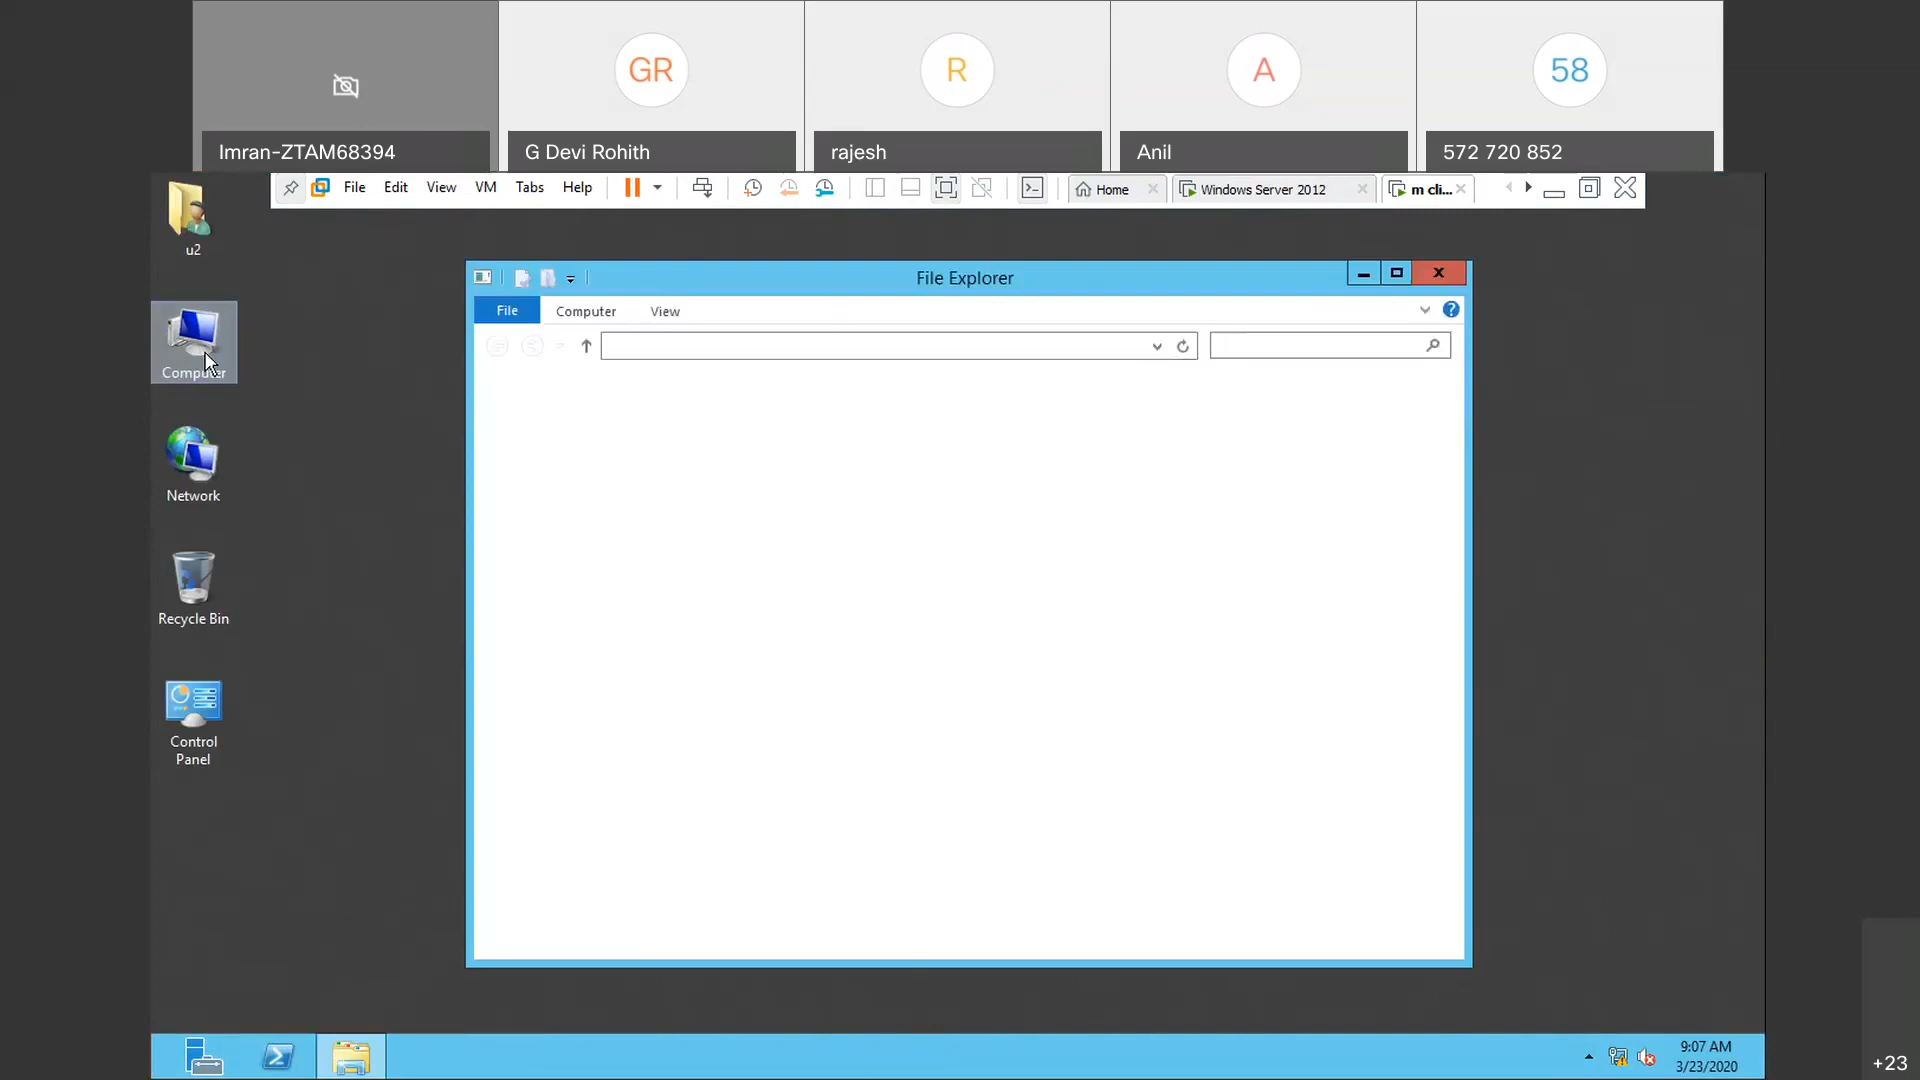 GR
R
A
58
Imran-ZTAM68394
G Devi Rohith
rajesh
Anil
572 720 852
File Edit View VM Tabs Help
Home
Windows Server 2012
m cli...
u2
File Explorer
File Computer View
Computer
Network
Recycle Bin
Control
Panel
9:07 AM
3/23/2020
+23